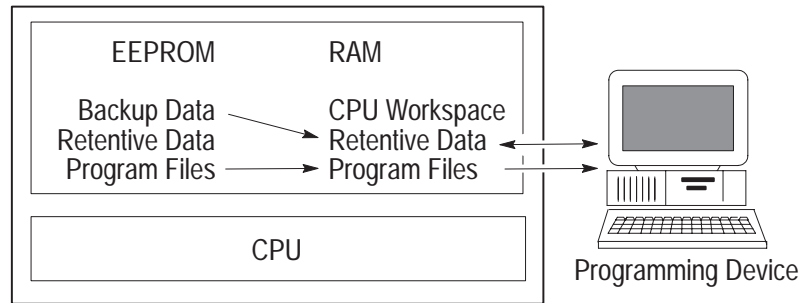 EEPROM RAM
Backup Data CPU Workspace
Retentive Data Retentive Data
Program Files Program Files
CPU
Programming Device